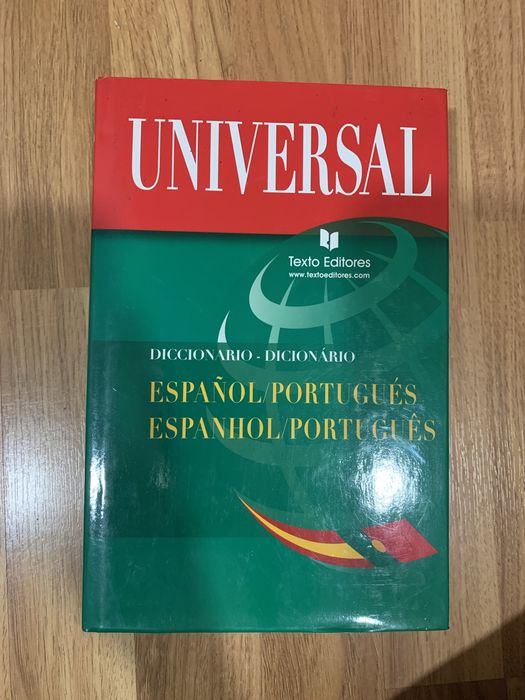 UNIVERSAL
Texto Editores
www.textoeditores.com
DICCIONARIO - DICIONÁRIO
ESPAÑOL/PORTUGUÉS
ESPANHOL/PORTUGUÊS